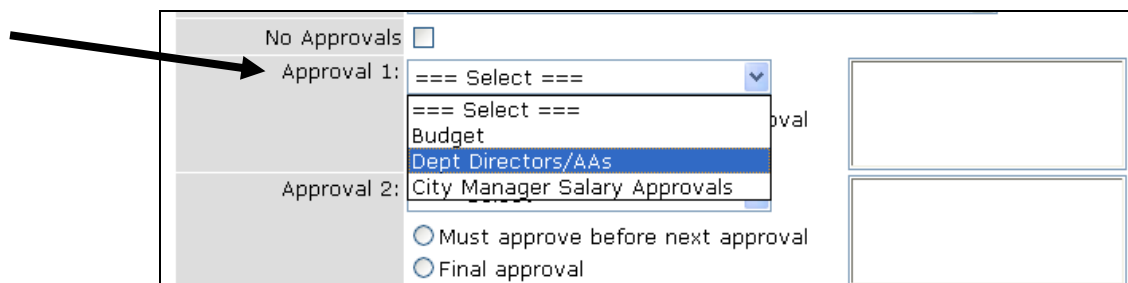 No Approvals
Approval 1: === Select ===
=== Select ===
oval
Budget
Dept Directors/AAs
Approval 2: City Manager Salary Approvals
Must approve before next approval
Final approval